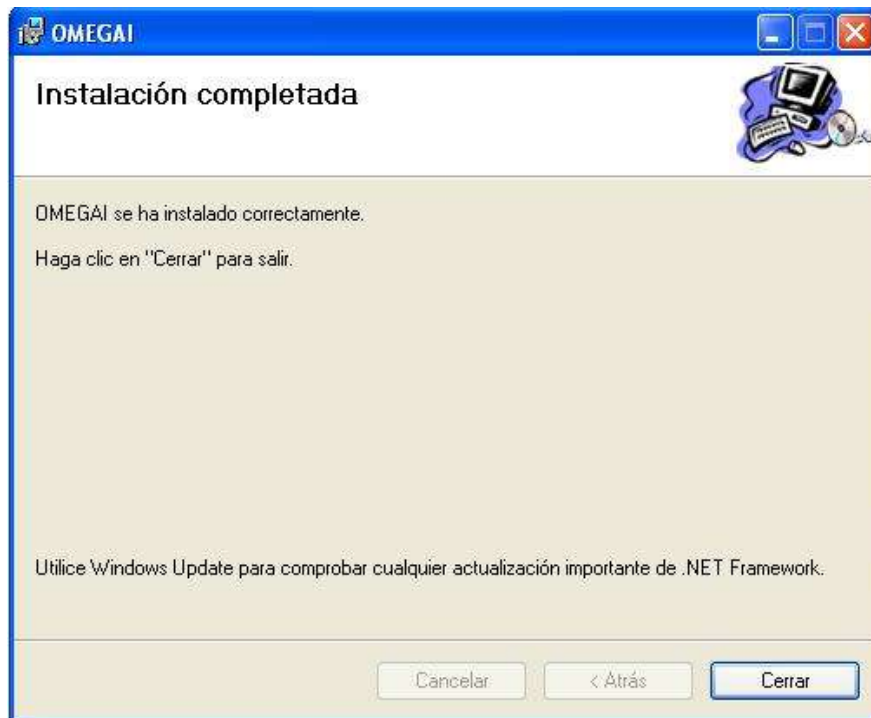 OMEGAI
Instalación completada
OMEGAI se ha instalado correctamente.
Haga clic en "Cerrar" para salir.
Utilice Windows Update para comprobar cualquier actualización importante de .NET Framework.
Cancelar
< Atrás
Cerrar